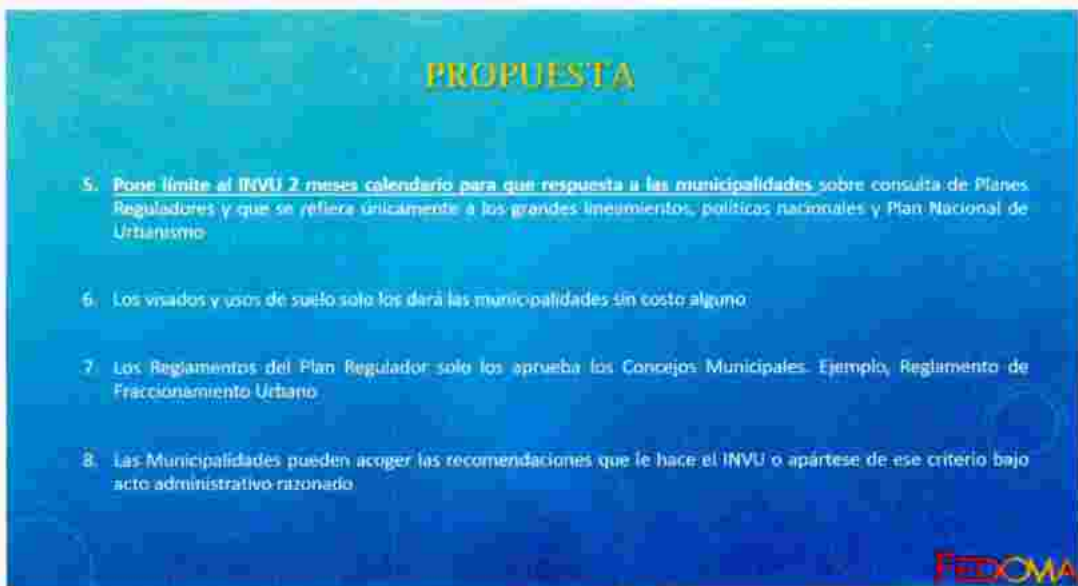 PROPUESTA
5. Pone límite al INVU 2 meses calendario para que respuesta a las municipalidades sobre consulta de Planes
Reguladores y que se refiera únicamente a los grandes lineamientos, políticas nacionales y Plan Nacional de
Urbanismo
6. Los visados y usos de suelo solo los dará las municipalidades sin costo alguno
7. Los Reglamentos del Plan Regulador solo los aprueba los Concejos Municipales. Ejemplo, Reglamento de
Fraccionamiento Urbano
8. Las Municipalidades pueden acoger las recomendaciones que le hace el INVU o apártese de ese criterio bajo
acto administrativo razonado
FEDOMA